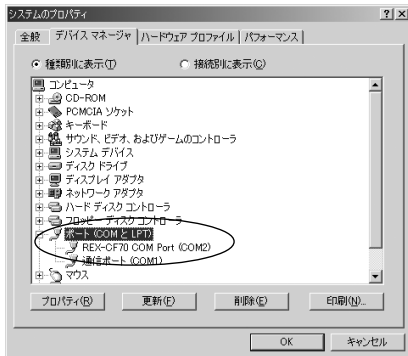 システムのプロパティ
全般 デバイス マネージャ ハードウェア プロファイル パフォーマンス
種類別に表示(T) 接続別に表示(C)
コンピュータ
CD-ROM
PCMCIA ソケット
キーボード
サウンド、ビデオ、およびゲームのコントローラ
システム デバイス
ディスク ドライブ
ディスプレイ アダプタ
ネットワーク アダプタ
ハード ディスク コントローラ
フロッピー ディスク コントローラ
ポート (COM と LPT)
REX-CF70 COM Port (COM2)
通信ポート (COM1)
マウス
プロパティ(R) 更新(F) 削除(E) 印刷(N)...
OK キャンセル